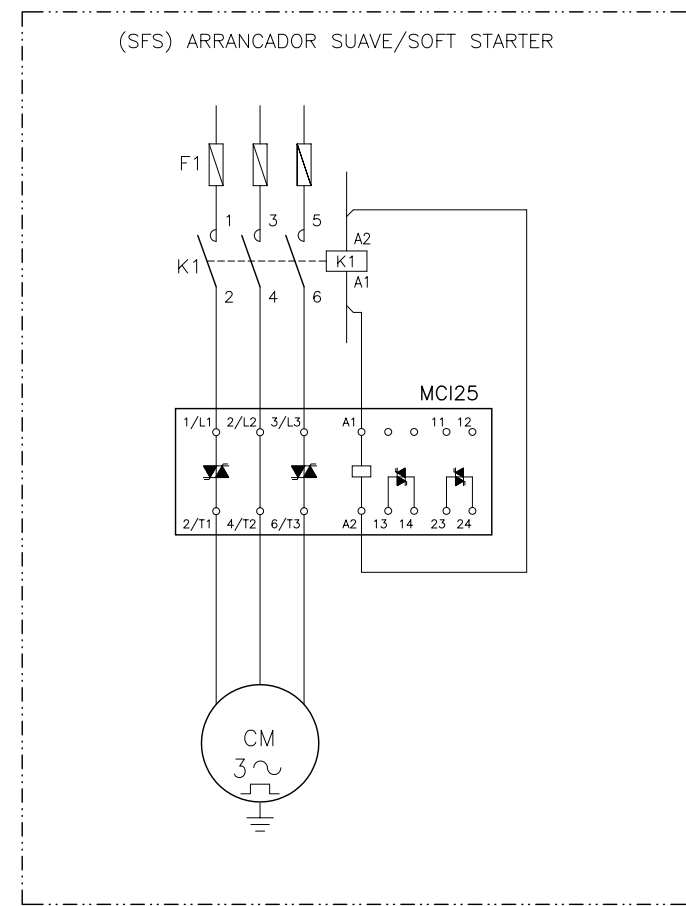 (SFS) ARRANCADOR SUAVE/SOFT STARTER
F1
1 3 5
A2
K1 K1
A1
2 4 6
MCI25
1/L1 2/L2 3/L3 A1 11 12
2/T1 4/T2 6/T3 A2 13 14 23 24
CM
3~